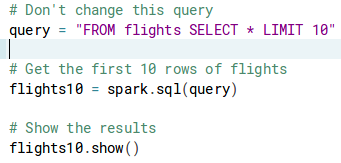 # Don't change this query
query = "FROM flights SELECT * LIMIT 10"
# Get the first 10 rows of flights
flights10 = spark.sql(query)
# Show the results
flights10.show()